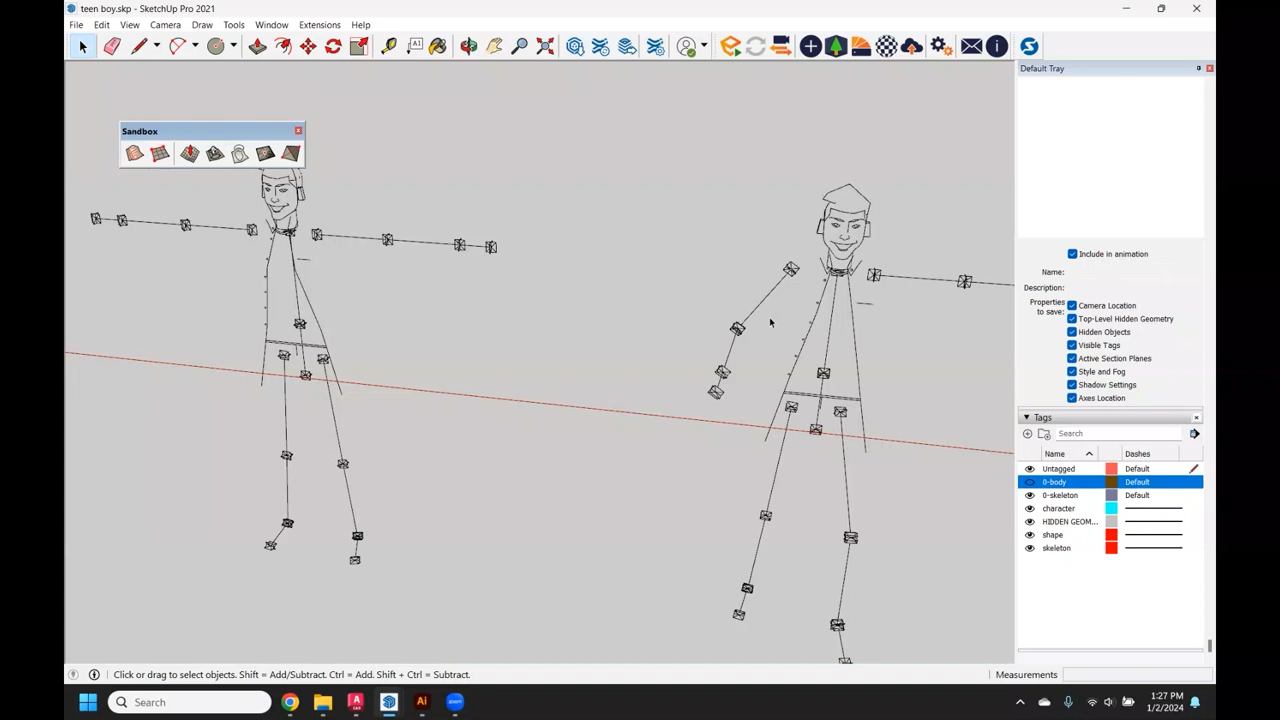 teen boy.skp - SketchUp Pro 2021
File Edit View Camera Draw Tools Window Extensions Help
A1
Default Tray
Sandbox
Include in animation
Name:
Description:
Properties to save:
Camera Location
Top-Level Hidden Geometry
Hidden Objects
Visible Tags
Active Section Planes
Style and Fog
Shadow Settings
Axes Location
Tags
Search
Name Dashes
Untagged Default
0-body Default
0-skeleton Default
character
HIDDEN GEOM...
shape
skeleton
Click or drag to select objects. Shift = Add/Subtract. Ctrl = Add. Shift + Ctrl = Subtract.
Measurements
Search
A
Ai
zoom
1:27 PM
1/2/2024